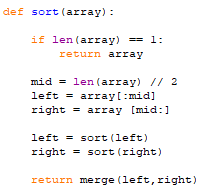 def sort(array):
    if len(array) == 1:
        return array
    mid = len(array) // 2
    left = array[:mid]
    right = array [mid:]
    left = sort(left)
    right = sort(right)
    return merge(left,right)